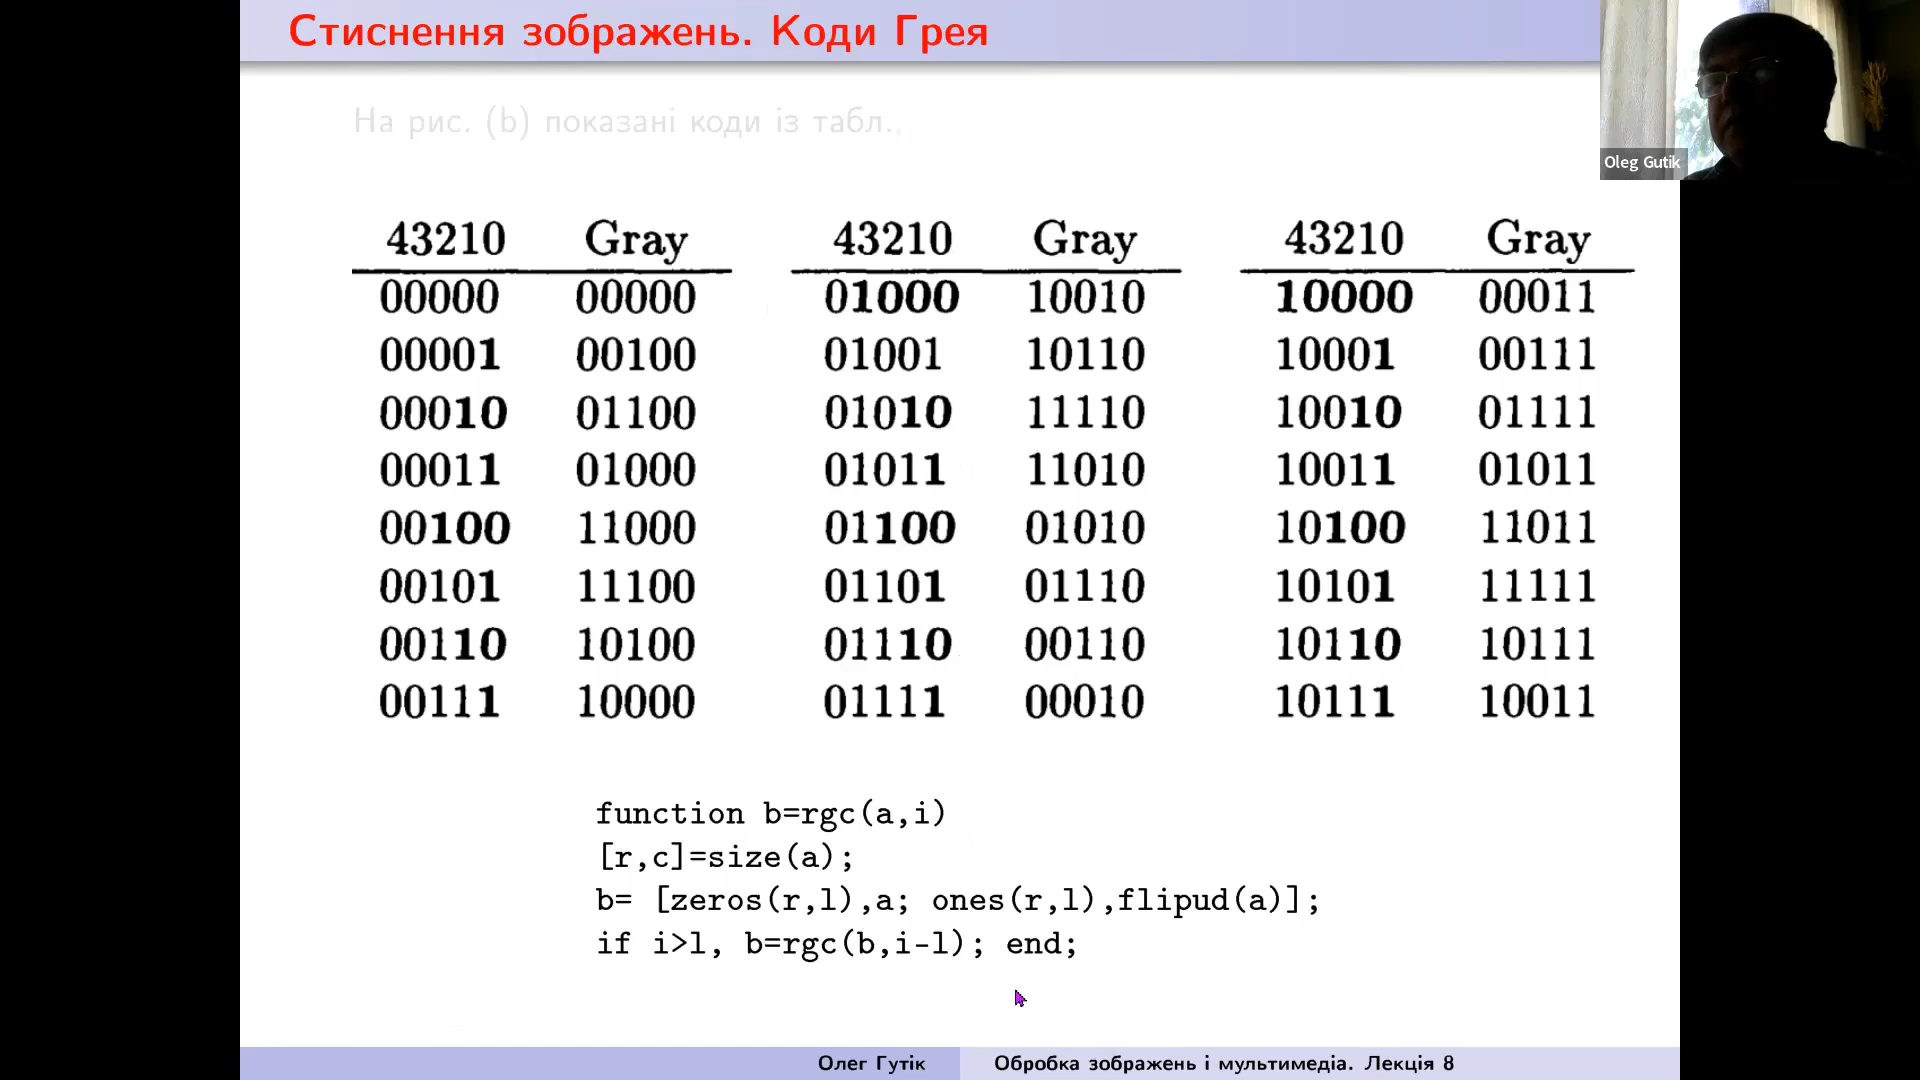 Стиснення зображень. Коди Грея
Oleg Gutik
На рис. (b) показані коди із табл.,
43210 Gray 43210 Gray 43210 Gray
00000 00000 01000 10010 10000 00011
00001 00100 01001 10110 10001 00111
00010 01100 01010 11110 10010 01111
00011 01000 01011 11010 10011 01011
00100 11000 01100 01010 10100 11011
00101 11100 01101 01110 10101 11111
00110 10100 01110 00110 10110 10111
00111 10000 01111 00010 10111 10011
function b=rgc(a,i)
[r,c]=size(a);
b= [zeros(r,l),a; ones(r,l),flipud(a)];
if i>l, b=rgc(b,i-l); end;
Олег Гутік Обробка зображень і мультимедіа. Лекція 8